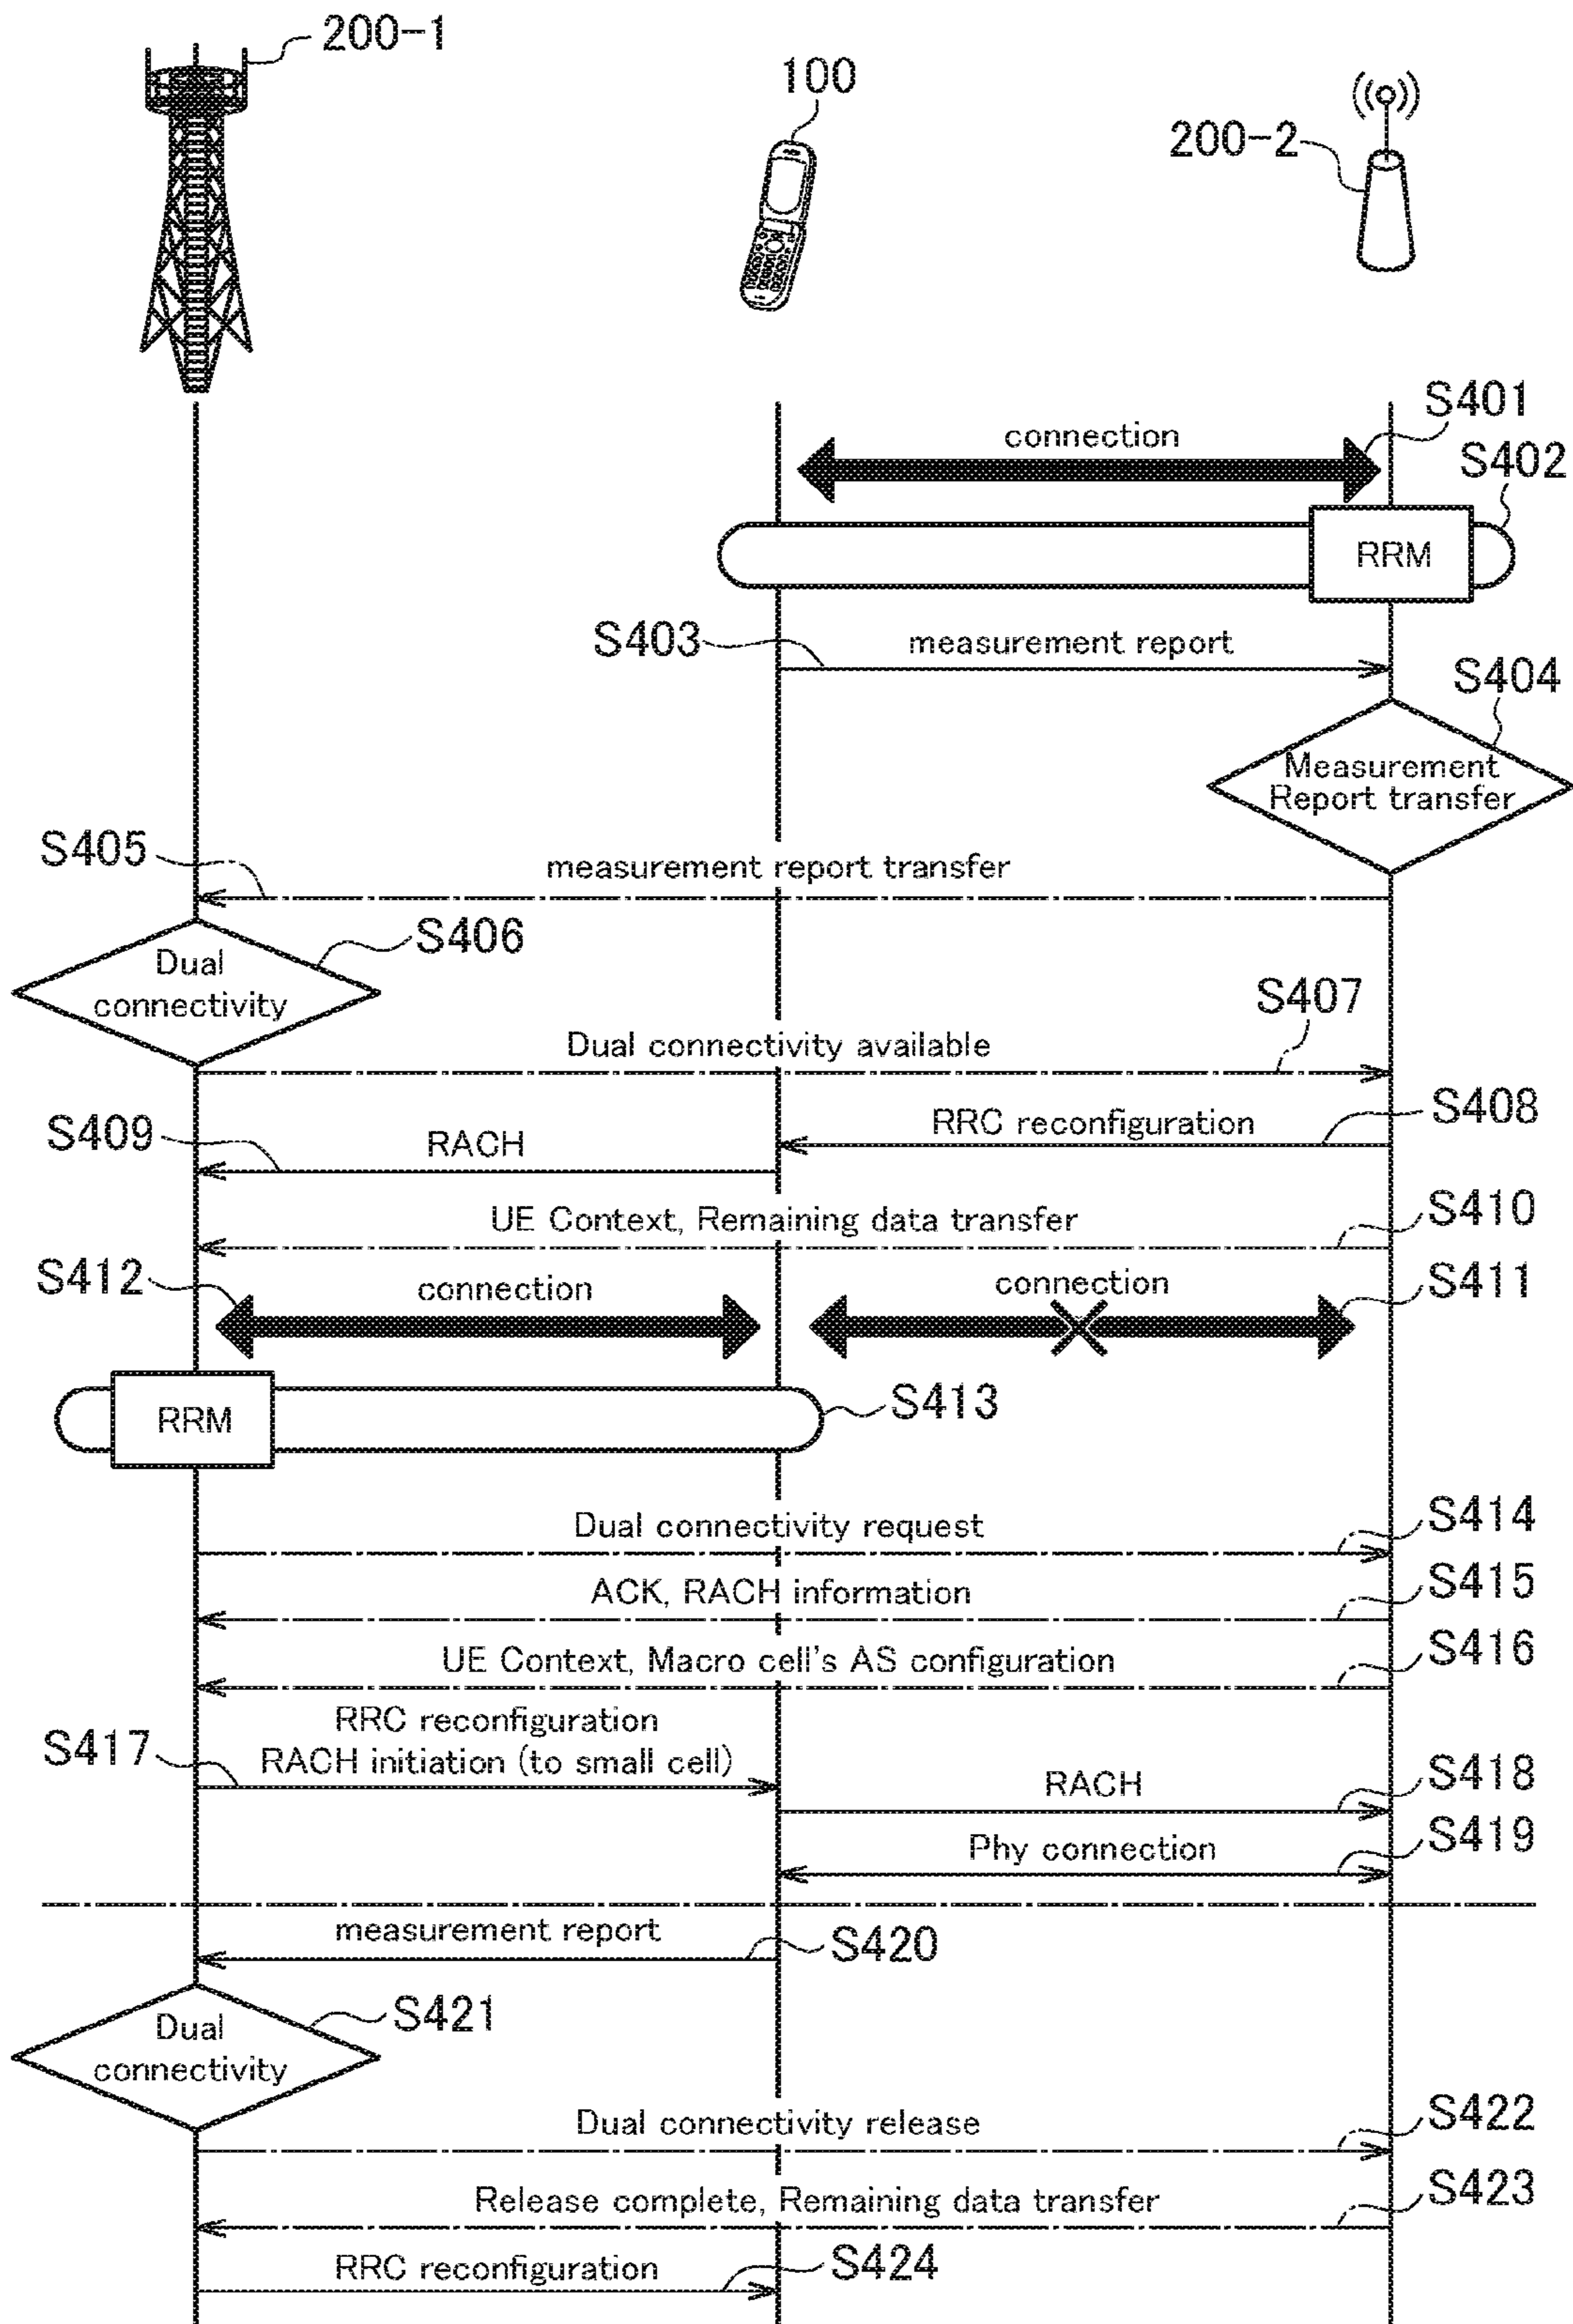 200-1
100
200-2
S401
connection
S402
RRM
S403
measurement report
S404
Measurement
Report transfer
S405
measurement report transfer
S406
Dual
connectivity
S407
Dual connectivity available
S408
RRC reconfiguration
S409
RACH
S410
UE Context, Remaining data transfer
S411
S412
connection
connection
S413
RRM
S414
Dual connectivity request
S415
ACK, RACH information
S416
UE Context, Macro cell's AS configuration
RRC reconfiguration
S417
RACH initiation (to small cell)
S418
RACH
S419
Phy connection
measurement report
S420
S421
Dual
connectivity
S422
Dual connectivity release
S423
Release complete, Remaining data transfer
S424
RRC reconfiguration